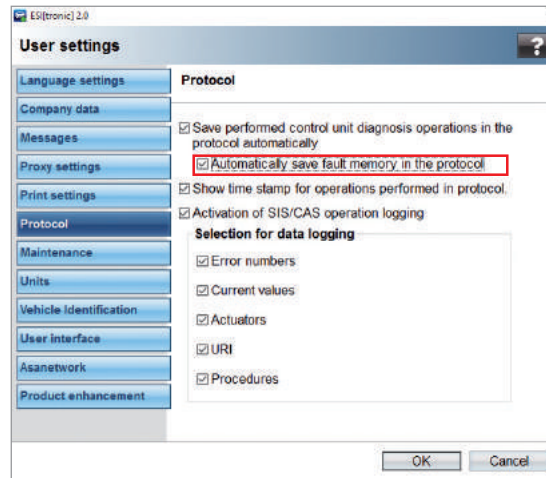 ESI[tronic] 2.0
User settings
?
Language settings
Company data
Messages
Proxy settings
Print settings
Protocol
Maintenance
Units
Vehicle Identification
User interface
Asanetwork
Product enhancement
Protocol
Save performed control unit diagnosis operations in the
protocol automatically
Automatically save fault memory in the protocol
Show time stamp for operations performed in protocol.
Activation of SIS/CAS operation logging
Selection for data logging
Error numbers
Current values
Actuators
URI
Procedures
OK
Cancel